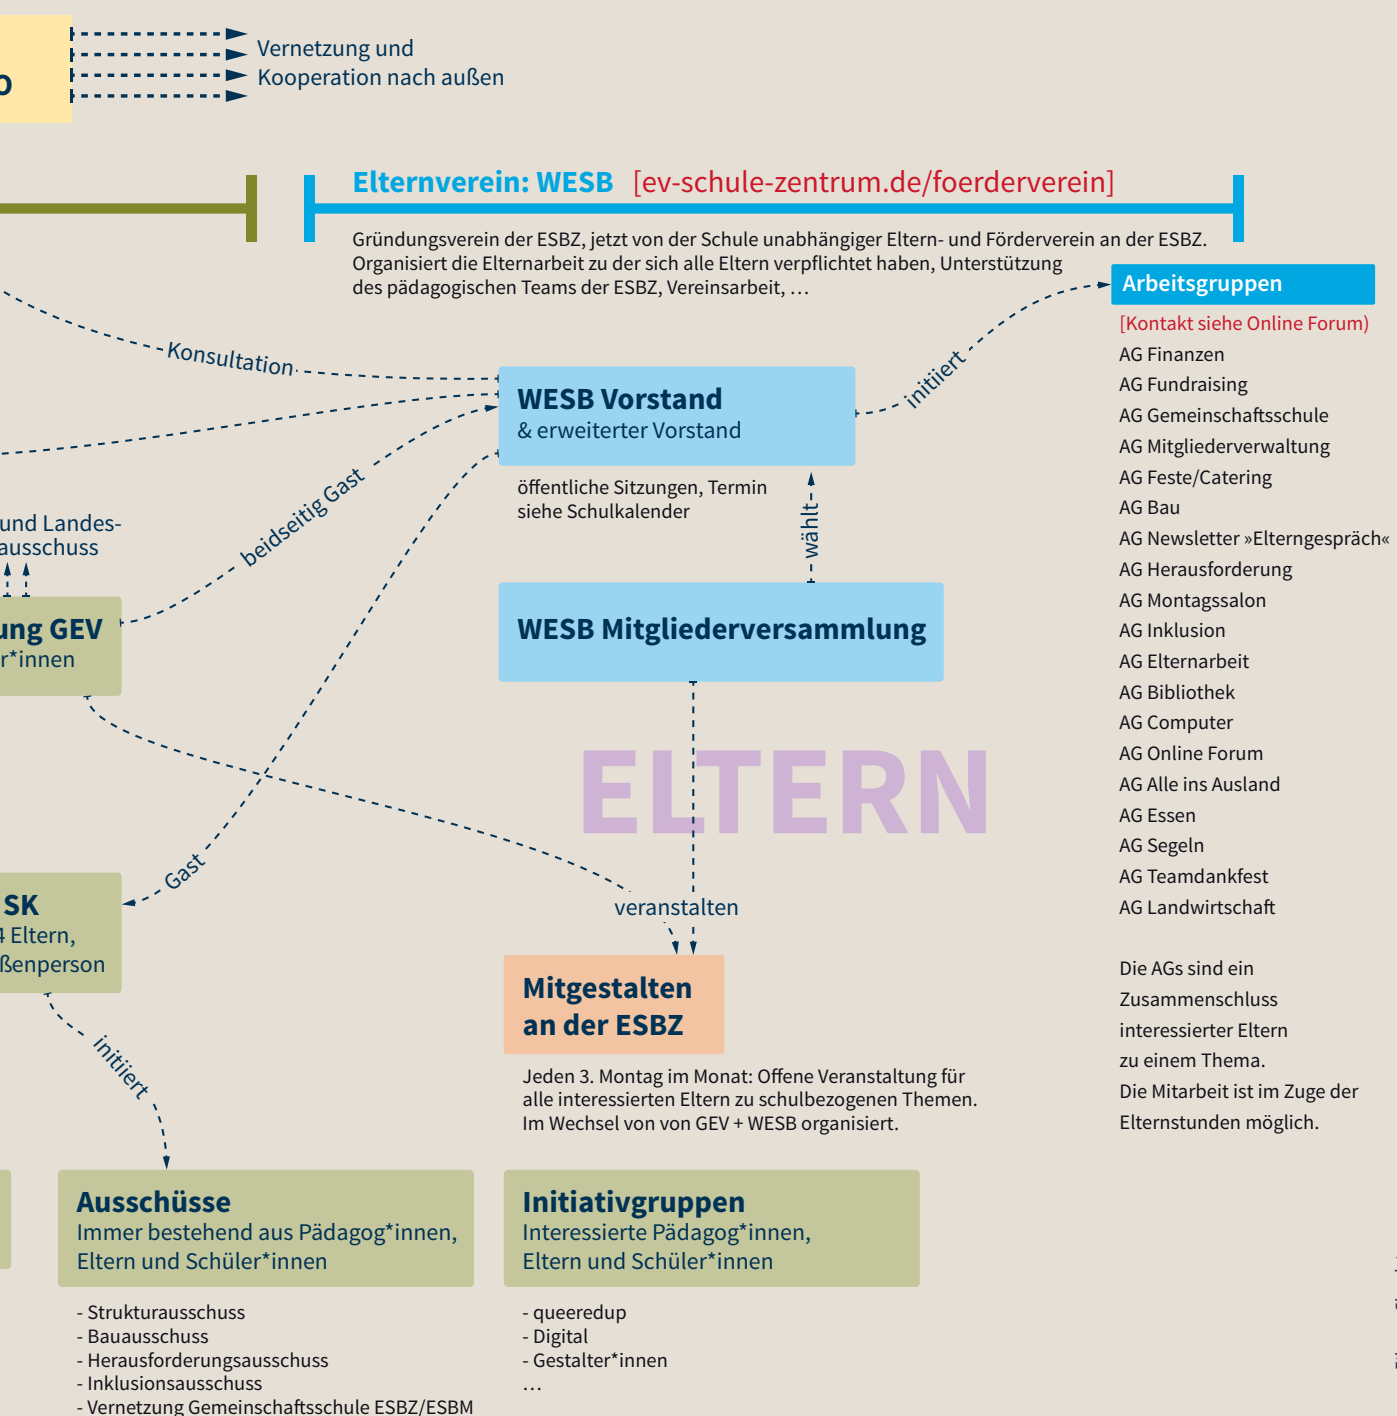 O
Vernetzung und
Kooperation nach außen
Elternverein: WESB [ev-schule-zentrum.de/foerderverein]
Gründungsverein der ESBZ, jetzt von der Schule unabhängiger Eltern- und Förderverein an der ESBZ.
Organisiert die Elternarbeit zu der sich alle Eltern verpflichtet haben, Unterstützung
des pädagogischen Teams der ESBZ, Vereinsarbeit, …
Konsultation
WESB Vorstand
& erweiterter Vorstand
öffentliche Sitzungen, Termin
siehe Schulkalender
initiiert
beidseitig Gast
wählt
und Landes-
ausschuss
ung GEV
r*innen
WESB Mitgliederversammlung
ELTERN
Gast
SK
4 Eltern,
ßenperson
veranstalten
Mitgestalten
an der ESBZ
Jeden 3. Montag im Monat: Offene Veranstaltung für
alle interessierten Eltern zu schulbezogenen Themen.
Im Wechsel von von GEV + WESB organisiert.
initiiert
Ausschüsse
Immer bestehend aus Pädagog*innen,
Eltern und Schüler*innen
- Strukturausschuss
- Bauausschuss
- Herausforderungsausschuss
- Inklusionsausschuss
- Vernetzung Gemeinschaftsschule ESBZ/ESBM
Initiativgruppen
Interessierte Pädagog*innen,
Eltern und Schüler*innen
- queeredup
- Digital
- Gestalter*innen
…
Arbeitsgruppen
[Kontakt siehe Online Forum)
AG Finanzen
AG Fundraising
AG Gemeinschaftsschule
AG Mitgliederverwaltung
AG Feste/Catering
AG Bau
AG Newsletter »Elterngespräch«
AG Herausforderung
AG Montagssalon
AG Inklusion
AG Elternarbeit
AG Bibliothek
AG Computer
AG Online Forum
AG Alle ins Ausland
AG Essen
AG Segeln
AG Teamdankfest
AG Landwirtschaft
Die AGs sind ein
Zusammenschluss
interessierter Eltern
zu einem Thema.
Die Mitarbeit ist im Zuge der
Elternstunden möglich.